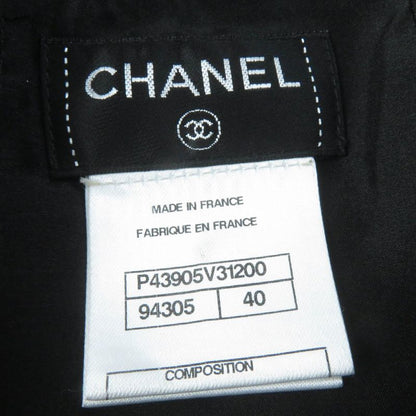 CHANEL
MADE IN FRANCE
FABRIQUE EN FRANCE
P43905V31200
94305 40
COMPOSITION